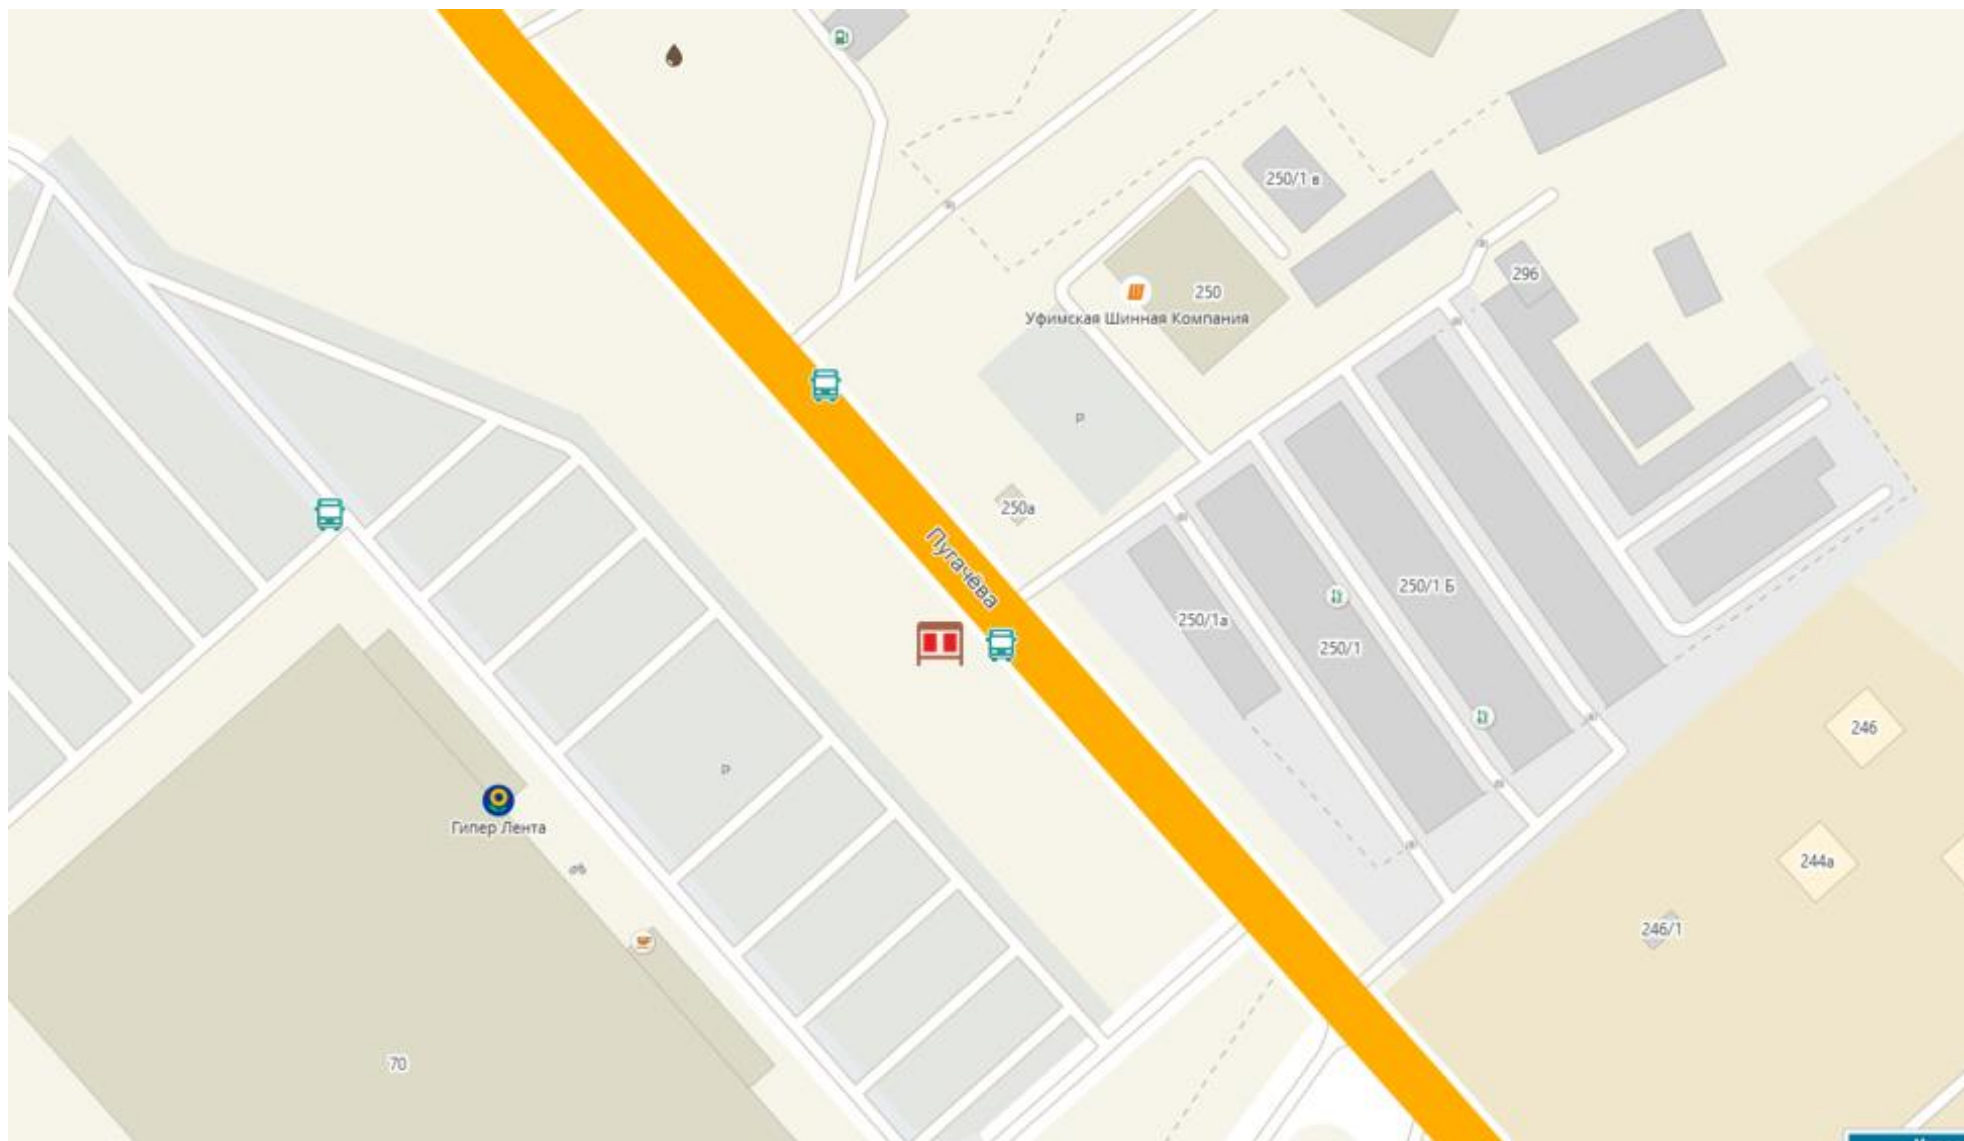 250/1 в
296
250
Уфимская Шинная Компания
P
250а
Пугачёва
250/1 Б
250/1а
250/1
246
P
Гипер Лента
244а
246/1
70